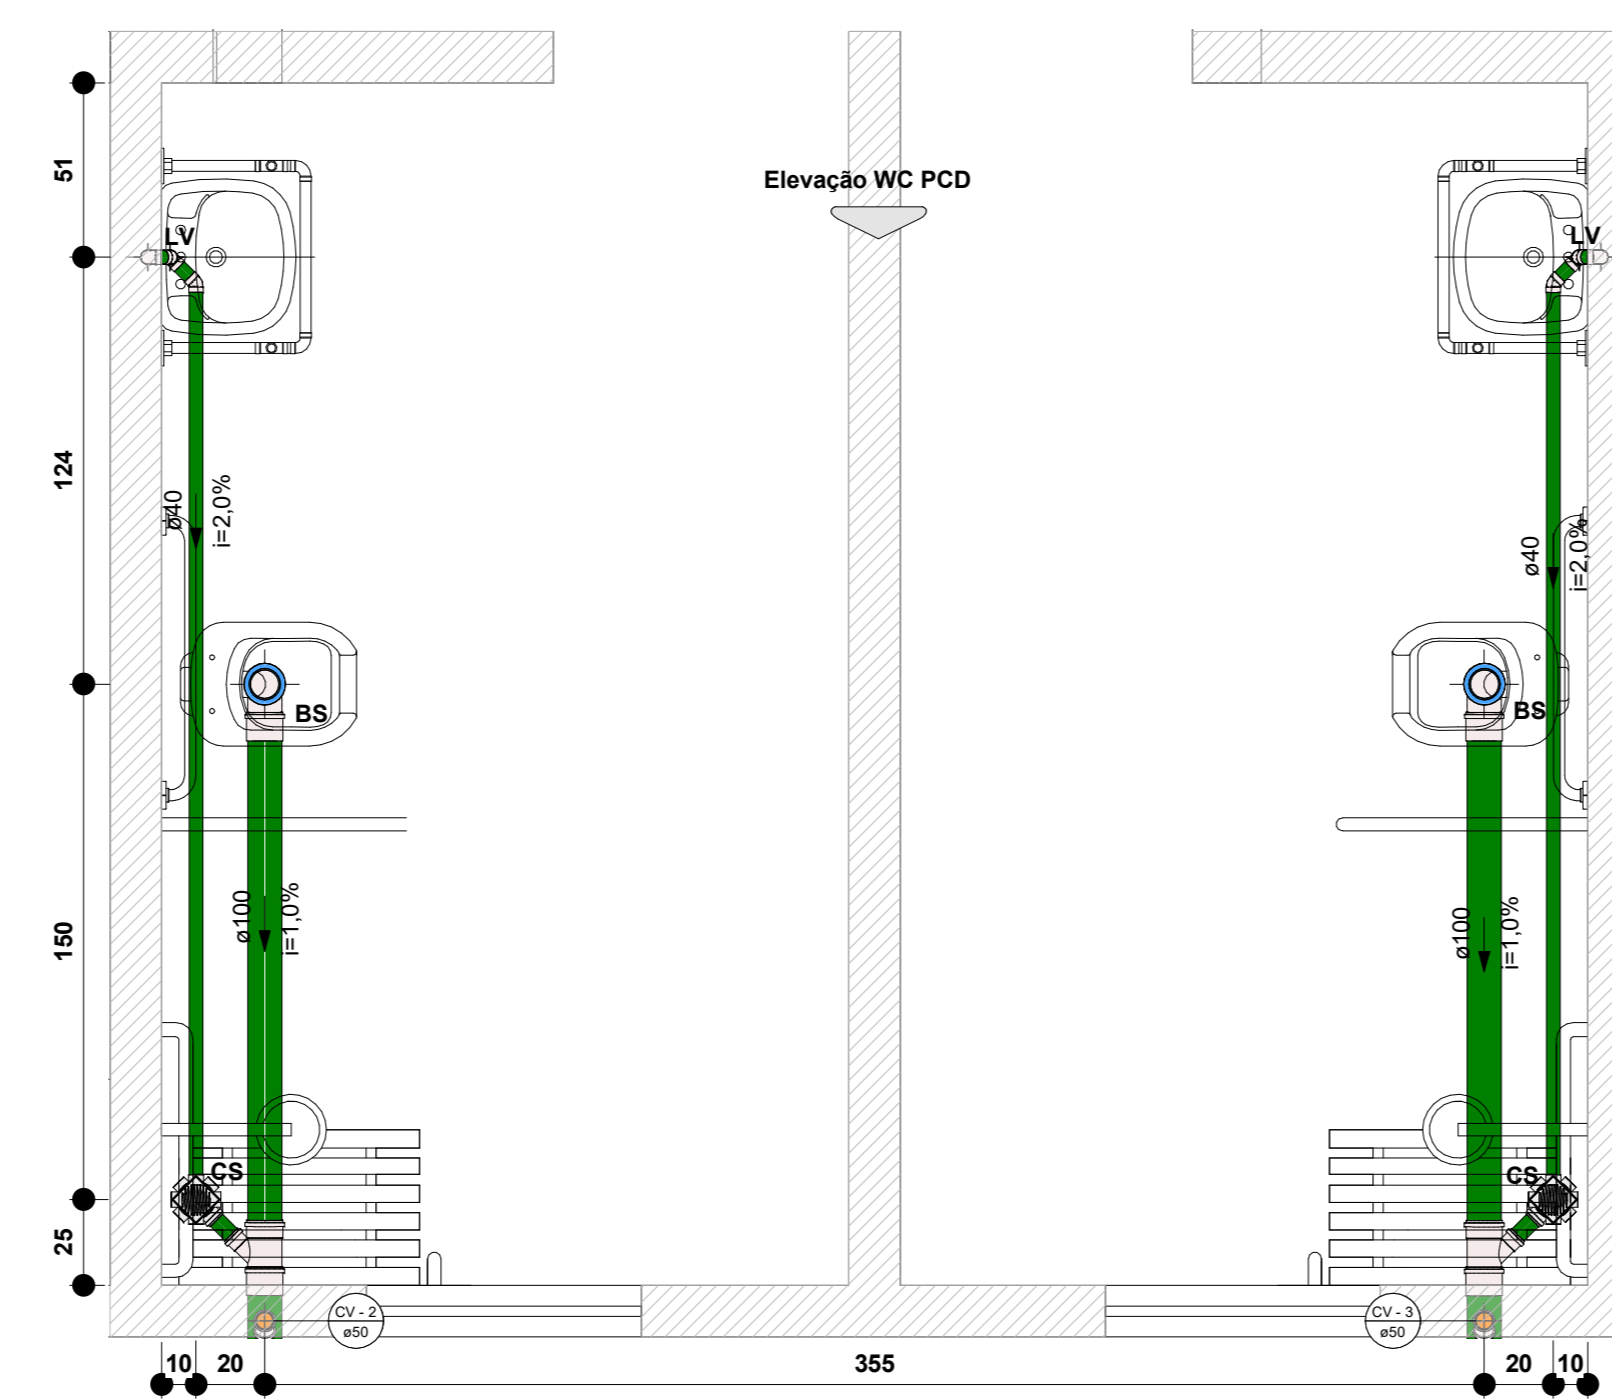 51
Elevação WC PCD
LV
LV
124
ø40
i=2,0%
ø40
i=2,0%
BS
BS
150
ø100
i=1,0%
ø100
i=1,0%
CS
CS
25
CV - 2
ø50
CV - 3
ø50
10
20
355
20
10